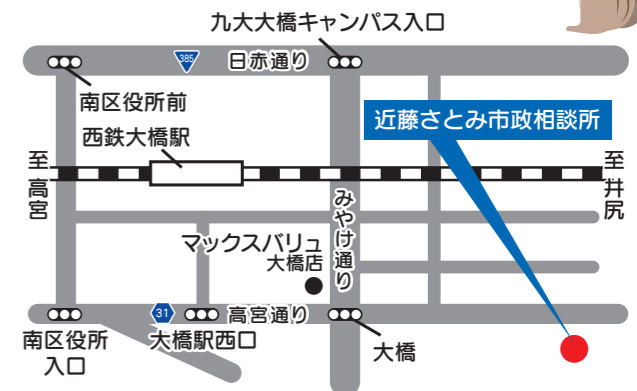 九大大橋キャンパス入口
385
日赤通り
南区役所前
西鉄大橋駅
近藤さとみ市政相談所
至高宮
至井尻
みやけ通り
マックスバリュ
大橋店
31
高宮通り
南区役所
入口
大橋駅西口
大橋